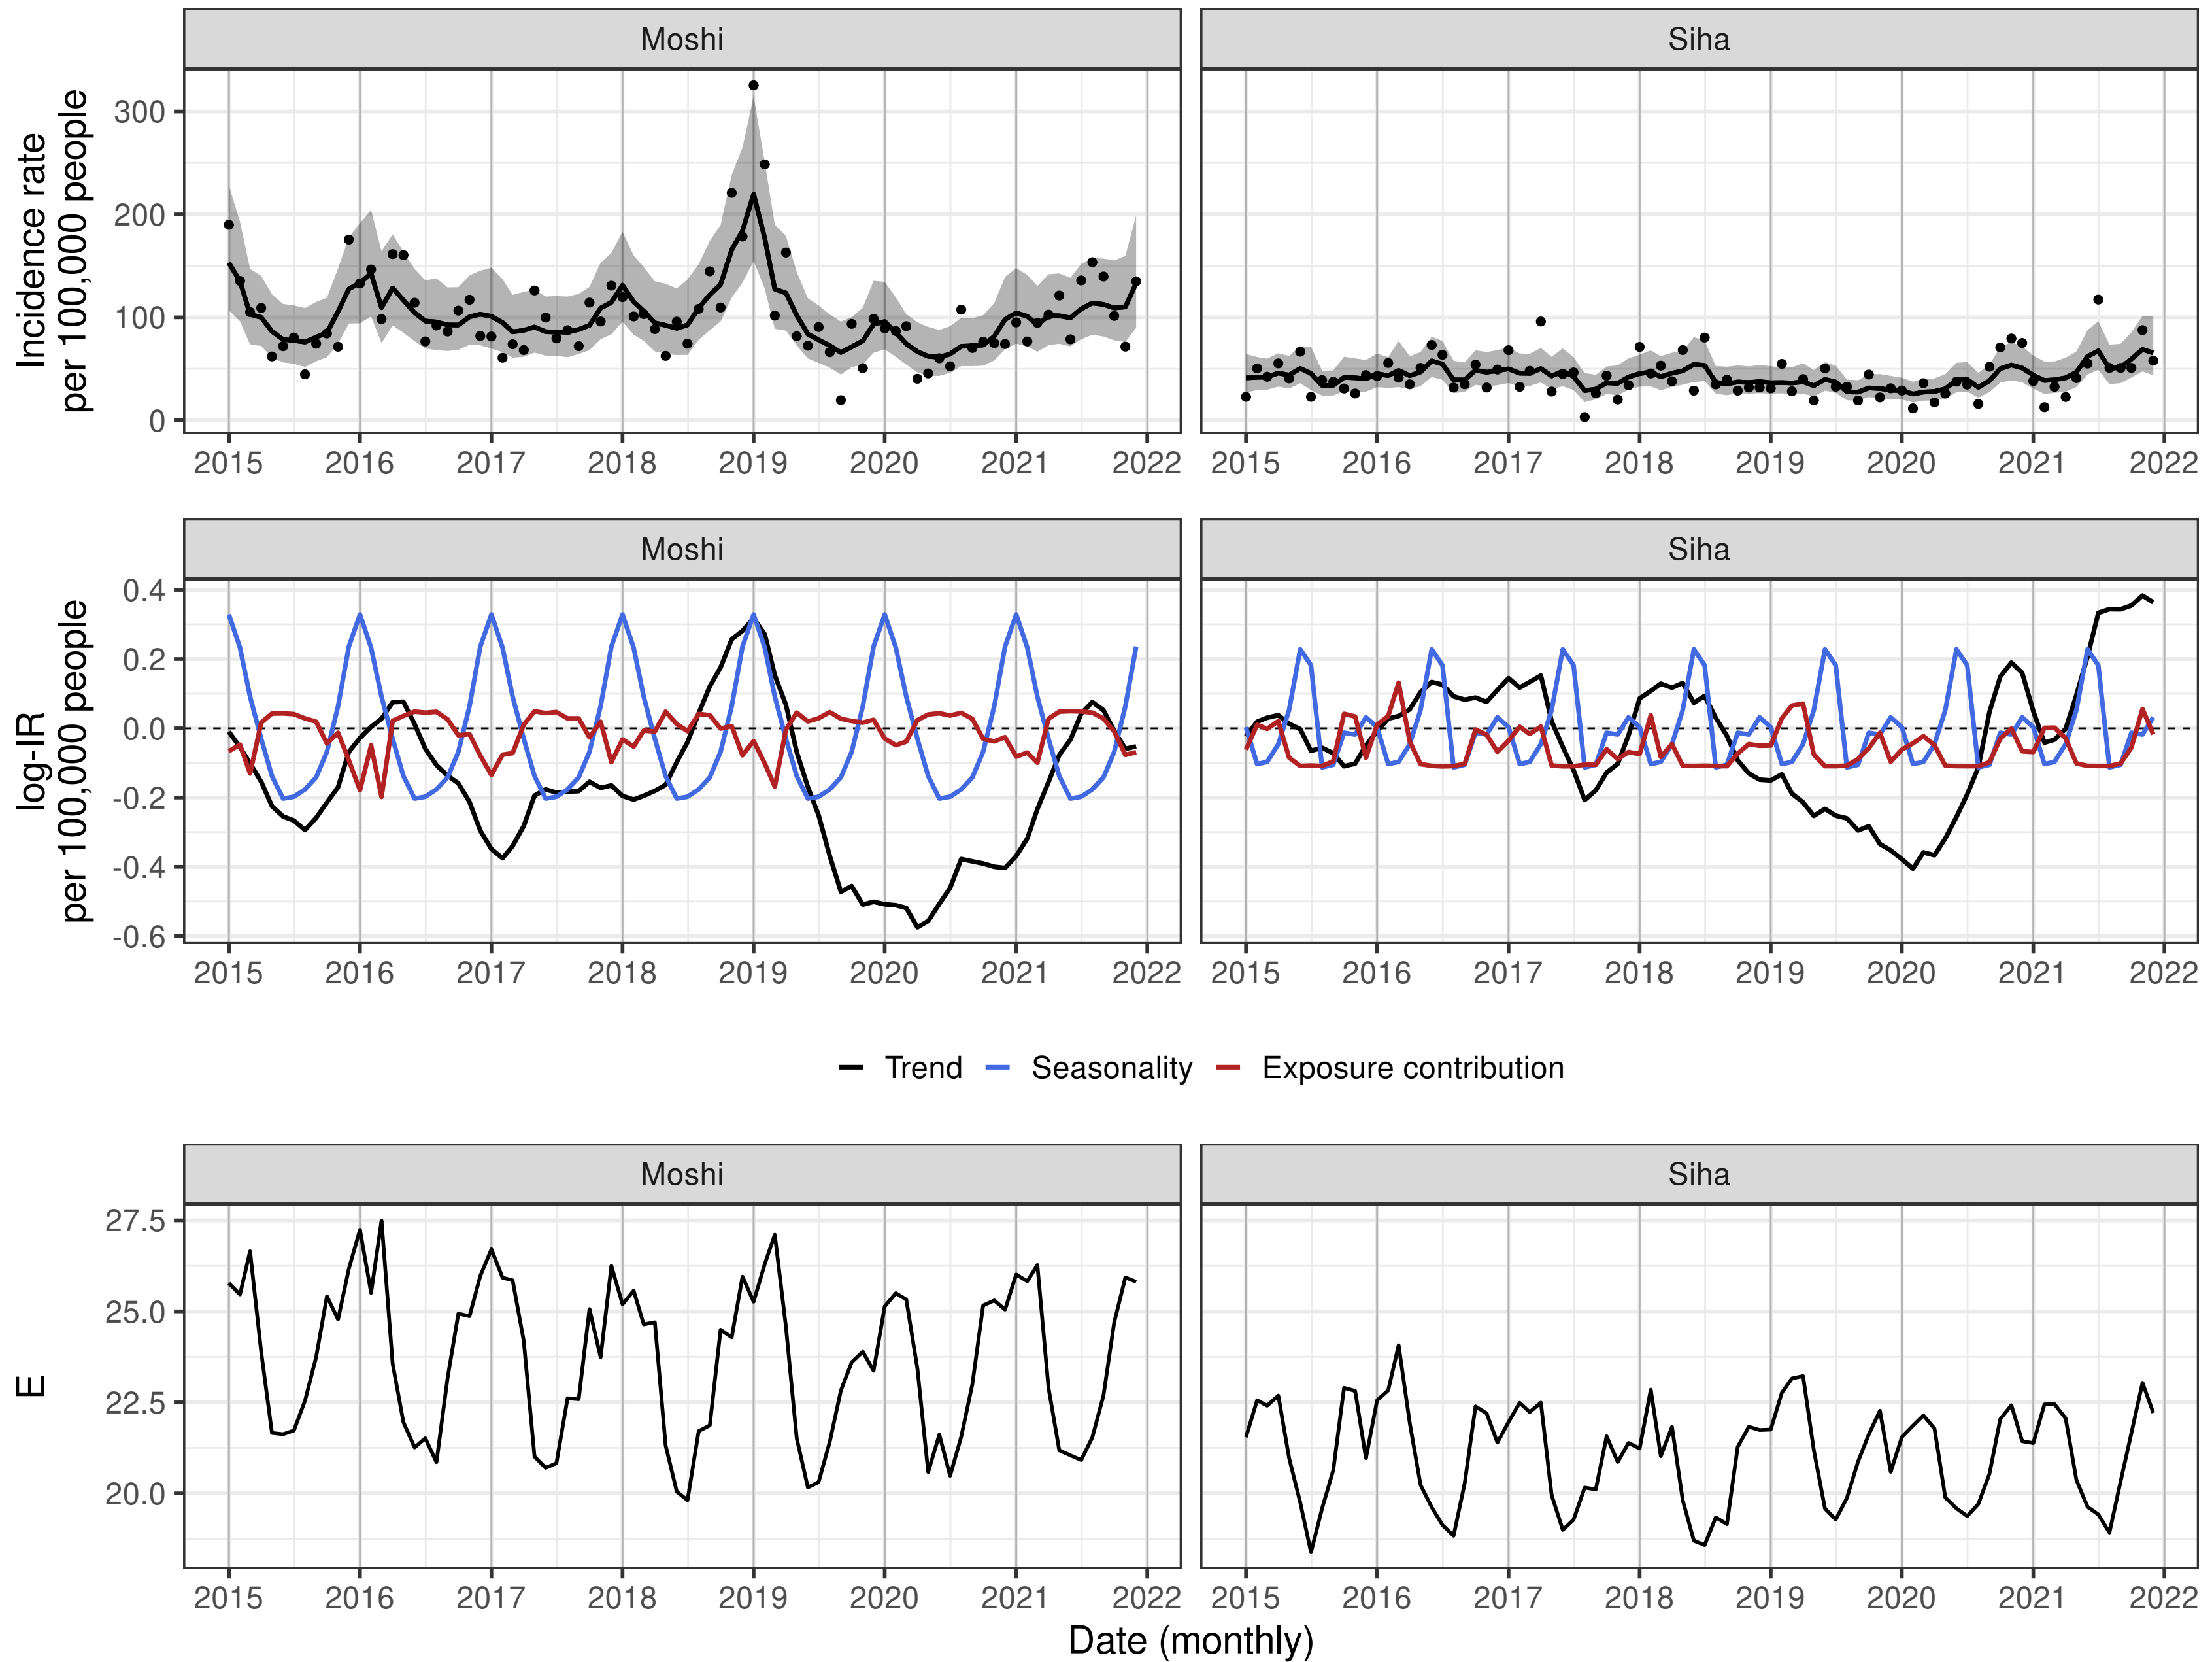 Moshi Siha
Incidence rate
per 100,000 people
300
200
100
0
2015 2016 2017 2018 2019 2020 2021 2022 2015 2016 2017 2018 2019 2020 2021 2022
Moshi Siha
log-IR
per 100,000 people
0.4
0.2
0.0
-0.2
-0.4
-0.6
2015 2016 2017 2018 2019 2020 2021 2022 2015 2016 2017 2018 2019 2020 2021 2022
Trend Seasonality Exposure contribution
Moshi Siha
E
27.5
25.0
22.5
20.0
2015 2016 2017 2018 2019 2020 2021 2022 2015 2016 2017 2018 2019 2020 2021 2022
Date (monthly)